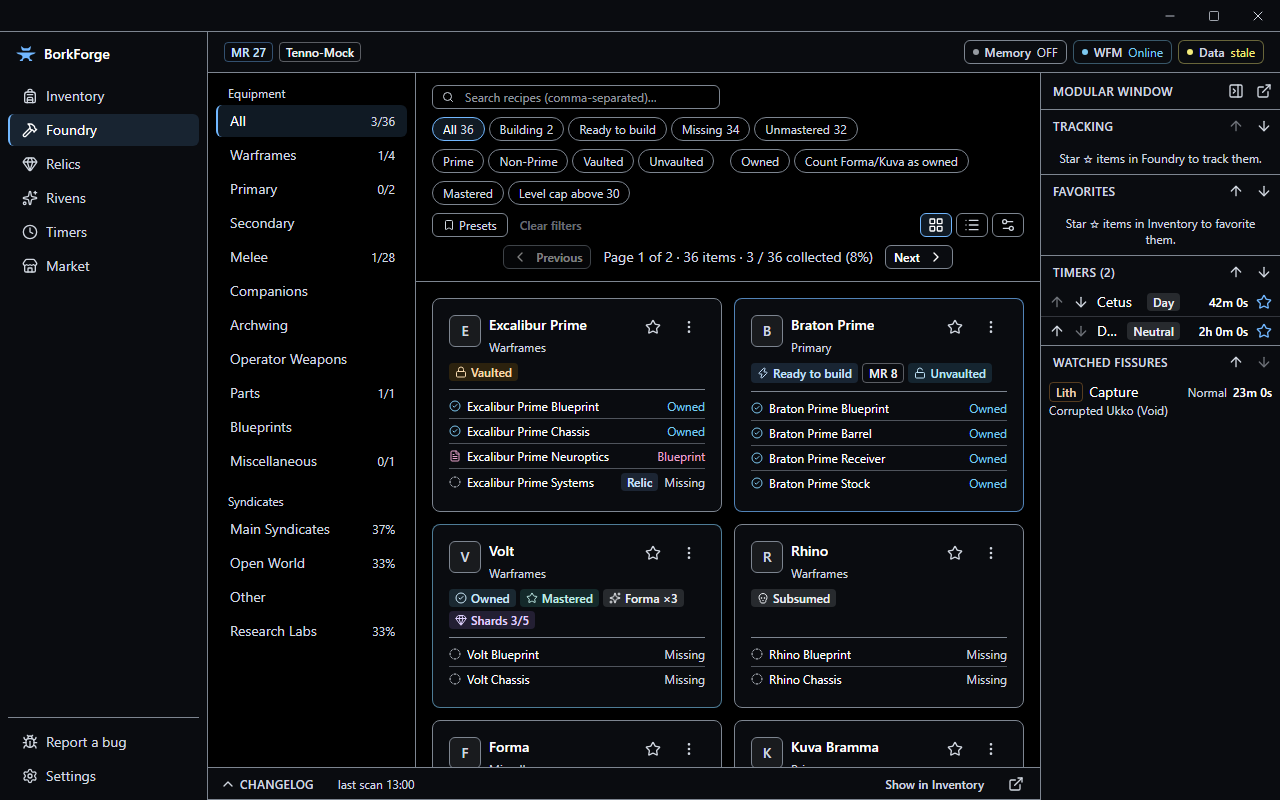 BorkForge
MR 27
Tenno-Mock
Memory OFF
WFM Online
Data stale
Inventory
Foundry
Relics
Rivens
Timers
Market
Report a bug
Settings
Equipment
All 3/36
Warframes 1/4
Primary 0/2
Secondary
Melee 1/28
Companions
Archwing
Operator Weapons
Parts 1/1
Blueprints
Miscellaneous 0/1
Syndicates
Main Syndicates 37%
Open World 33%
Other
Research Labs 33%
Search recipes (comma-separated)...
All 36 Building 2 Ready to build Missing 34 Unmastered 32
Prime Non-Prime Vaulted Unvaulted Owned Count Forma/Kuva as owned
Mastered Level cap above 30
Presets Clear filters
Previous Page 1 of 2 · 36 items · 3 / 36 collected (8%) Next
E Excalibur Prime
Warframes
Vaulted
Excalibur Prime Blueprint Owned
Excalibur Prime Chassis Owned
Excalibur Prime Neuroptics Blueprint
Excalibur Prime Systems Relic Missing
B Braton Prime
Primary
Ready to build MR 8 Unvaulted
Braton Prime Blueprint Owned
Braton Prime Barrel Owned
Braton Prime Receiver Owned
Braton Prime Stock Owned
V Volt
Warframes
Owned Mastered Forma ×3
Shards 3/5
Volt Blueprint Missing
Volt Chassis Missing
R Rhino
Warframes
Subsumed
Rhino Blueprint Missing
Rhino Chassis Missing
F Forma
K Kuva Bramma
MODULAR WINDOW
TRACKING
Star ☆ items in Foundry to track them.
FAVORITES
Star ☆ items in Inventory to favorite
them.
TIMERS (2)
Cetus Day 42m 0s
D... Neutral 2h 0m 0s
WATCHED FISSURES
Lith Capture Normal 23m 0s
Corrupted Ukko (Void)
CHANGELOG last scan 13:00 Show in Inventory